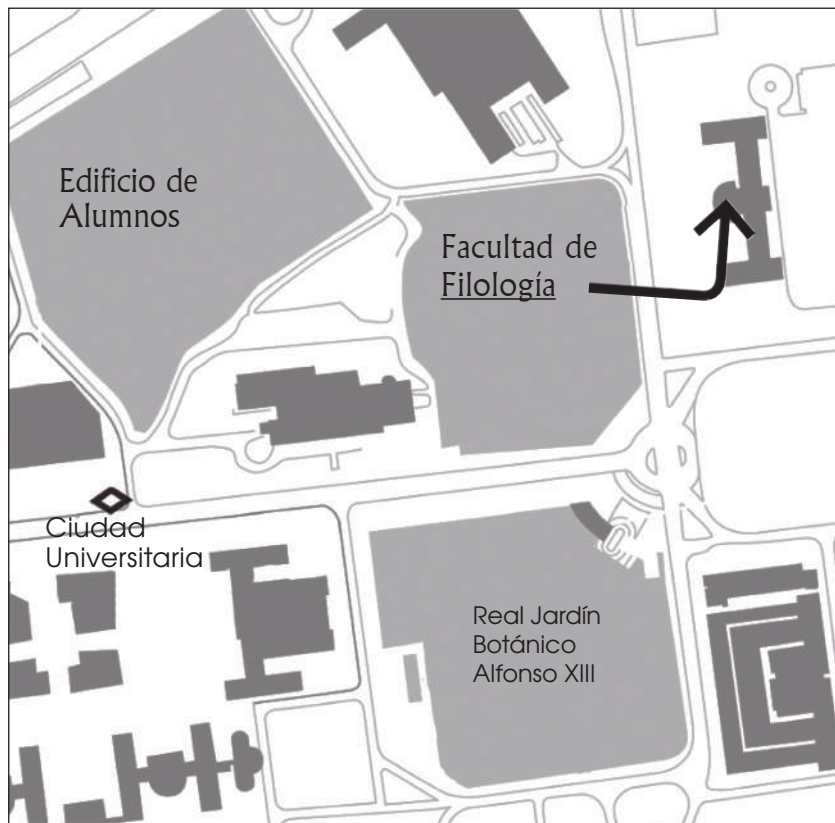 Edificio de
Alumnos
Facultad de
Filología
Ciudad
Universitaria
Real Jardín
Botánico
Alfonso XIII